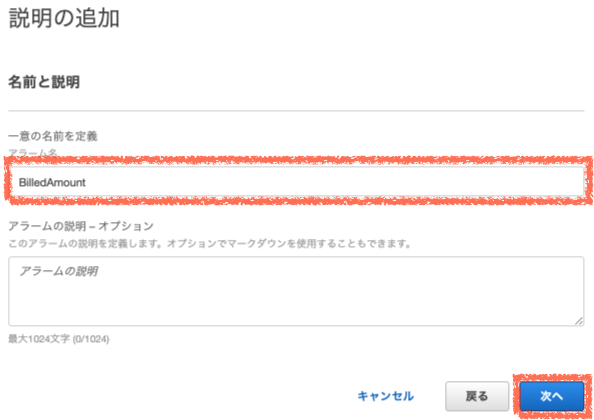 説明の追加
名前と説明
一意の名前を定義
アラーム名
BilledAmount
アラームの説明 – オプション
このアラームの説明を定義します。オプションでマークダウンを使用することもできます。
アラームの説明
最大1024文字 (0/1024)
キャンセル 戻る 次へ